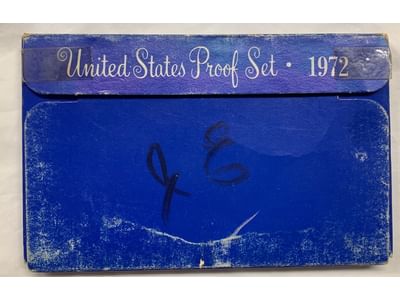 United States Proof Set • 1972